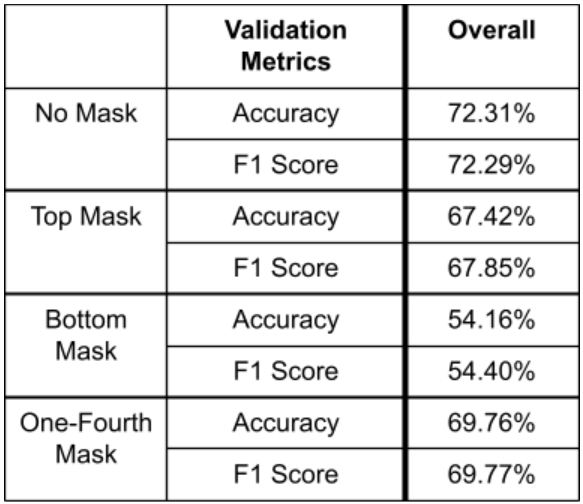 Validation Metrics Overall
No Mask Accuracy 72.31%
F1 Score 72.29%
Top Mask Accuracy 67.42%
F1 Score 67.85%
Bottom Mask Accuracy 54.16%
F1 Score 54.40%
One-Fourth Mask Accuracy 69.76%
F1 Score 69.77%